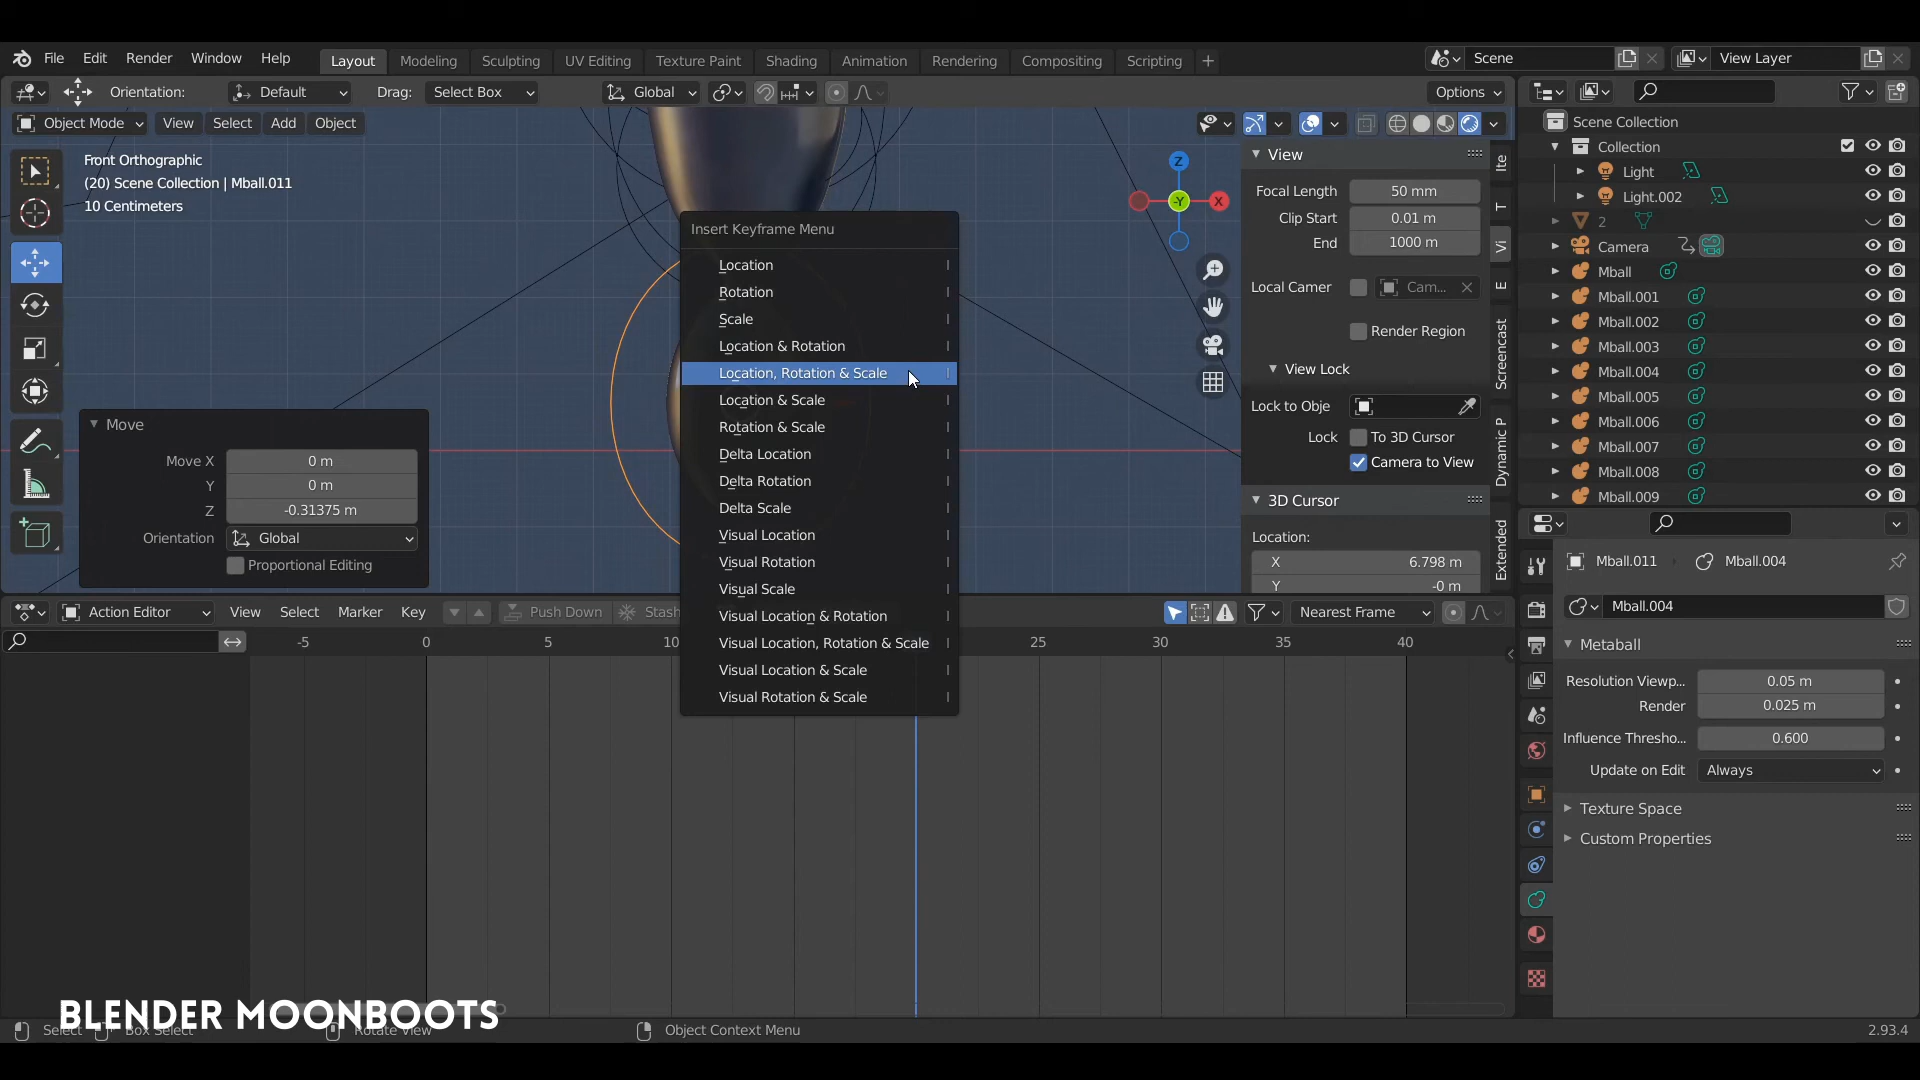 File Edit Render Window Help Layout Modeling Sculpting UV Editing Texture Paint Shading Animation Rendering Compositing Scripting + Scene View Layer
Orientation: Default Drag: Select Box Global Options
Object Mode View Select Add Object
Front Orthographic
(20) Scene Collection | Mball.011
10 Centimeters
Z
X
-Y
Move
Move X 0 m
Y 0 m
Z -0.31375 m
Orientation Global
Proportional Editing
Insert Keyframe Menu
Location I
Rotation I
Scale I
Location & Rotation I
Location, Rotation & Scale I
Location & Scale I
Rotation & Scale I
Delta Location I
Delta Rotation I
Delta Scale I
Visual Location I
Visual Rotation I
Visual Scale I
Visual Location & Rotation I
Visual Location, Rotation & Scale I
Visual Location & Scale I
Visual Rotation & Scale I
View
Focal Length 50 mm
Clip Start 0.01 m
End 1000 m
Local Camer Cam...
Render Region
View Lock
Lock to Obje
Lock To 3D Cursor
Camera to View
3D Cursor
Location:
X 6.798 m
Y -0 m
Ite
T
Vi
E
Screencast
Dynamic P
Extended
Scene Collection
Collection
Light
Light.002
2
Camera
Mball
Mball.001
Mball.002
Mball.003
Mball.004
Mball.005
Mball.006
Mball.007
Mball.008
Mball.009
Mball.011 Mball.004
Mball.004
Metaball
Resolution Viewp... 0.05 m
Render 0.025 m
Influence Thresho... 0.600
Update on Edit Always
Texture Space
Custom Properties
Action Editor View Select Marker Key Push Down Stash Nearest Frame
-5 0 5 10 25 30 35 40
BLENDER MOONBOOTS
Select Box Select Rotate View Object Context Menu 2.93.4